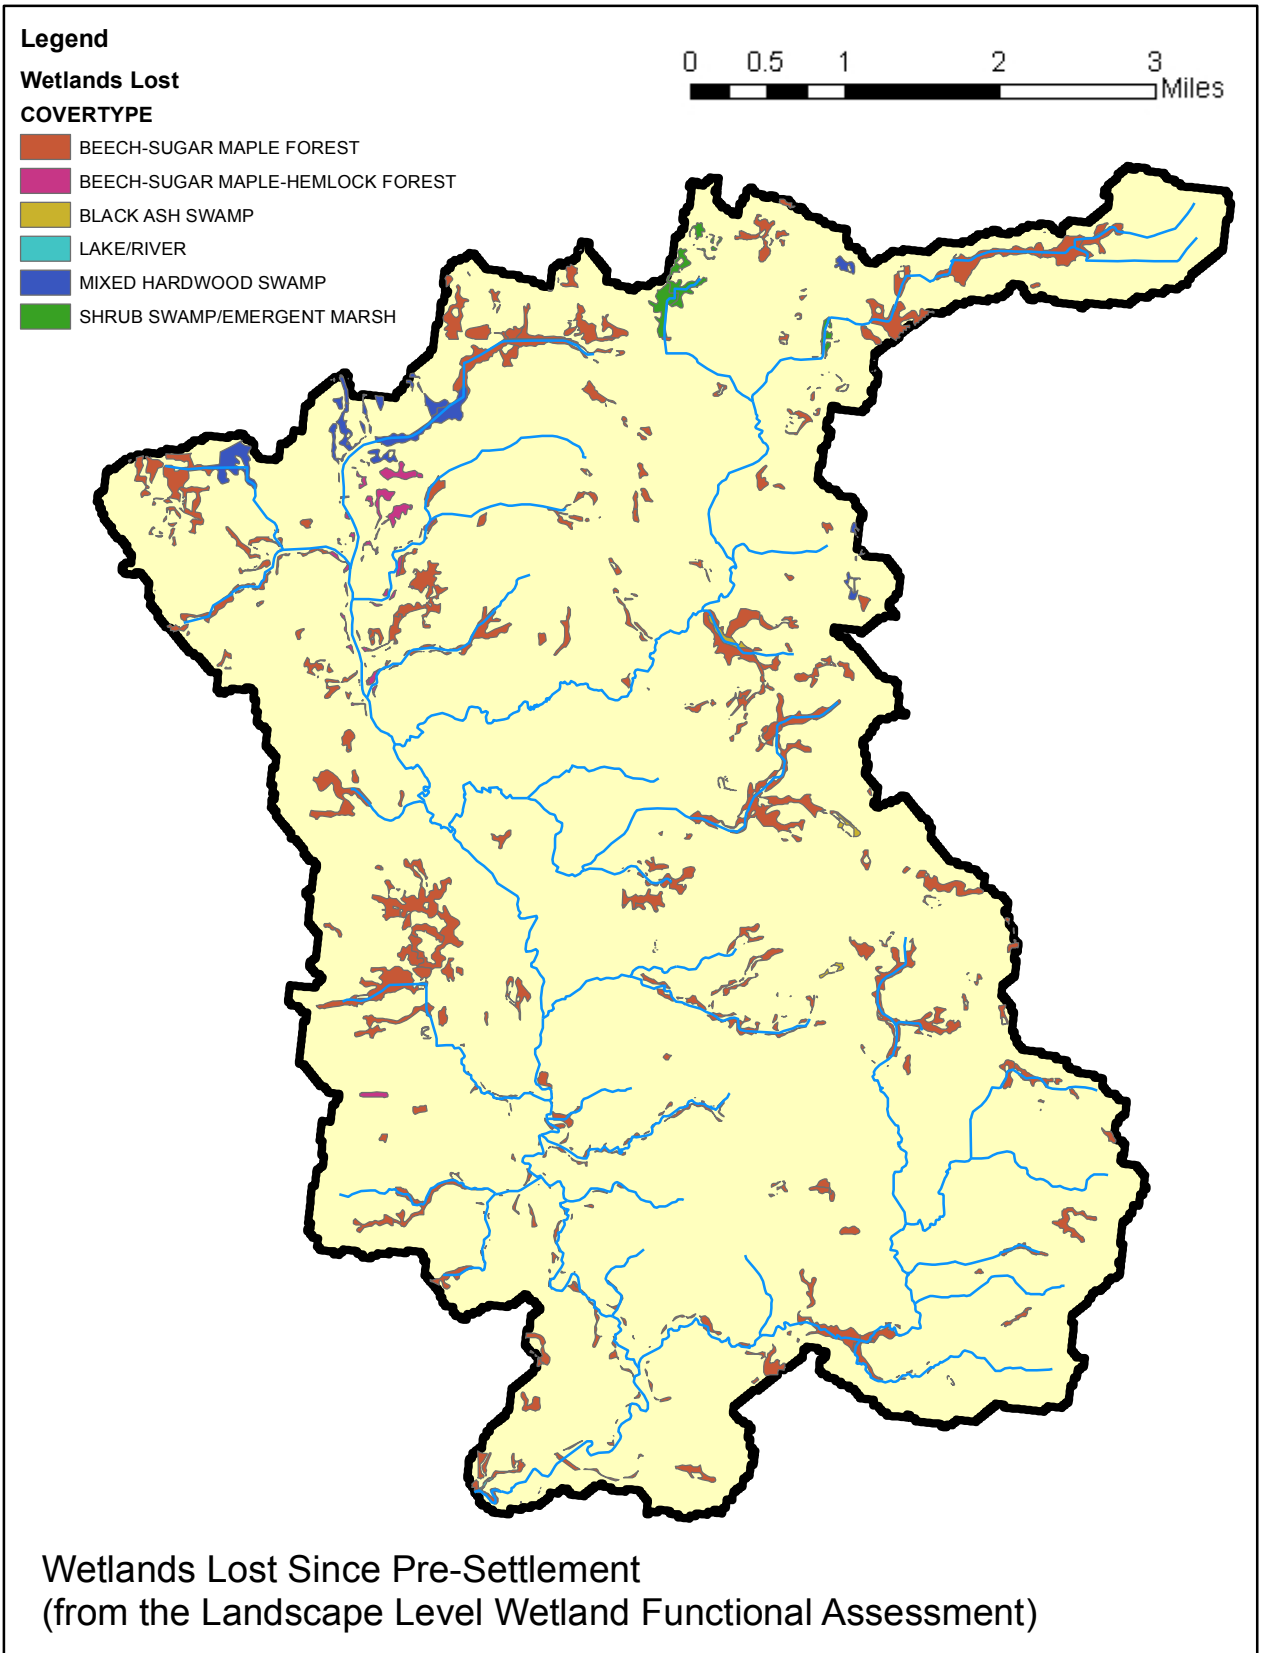 Legend
Wetlands Lost
COVERTYPE
BEECH-SUGAR MAPLE FOREST
BEECH-SUGAR MAPLE-HEMLOCK FOREST
BLACK ASH SWAMP
LAKE/RIVER
MIXED HARDWOOD SWAMP
SHRUB SWAMP/EMERGENT MARSH
0 0.5 1 2 3
Miles
Wetlands Lost Since Pre-Settlement
(from the Landscape Level Wetland Functional Assessment)